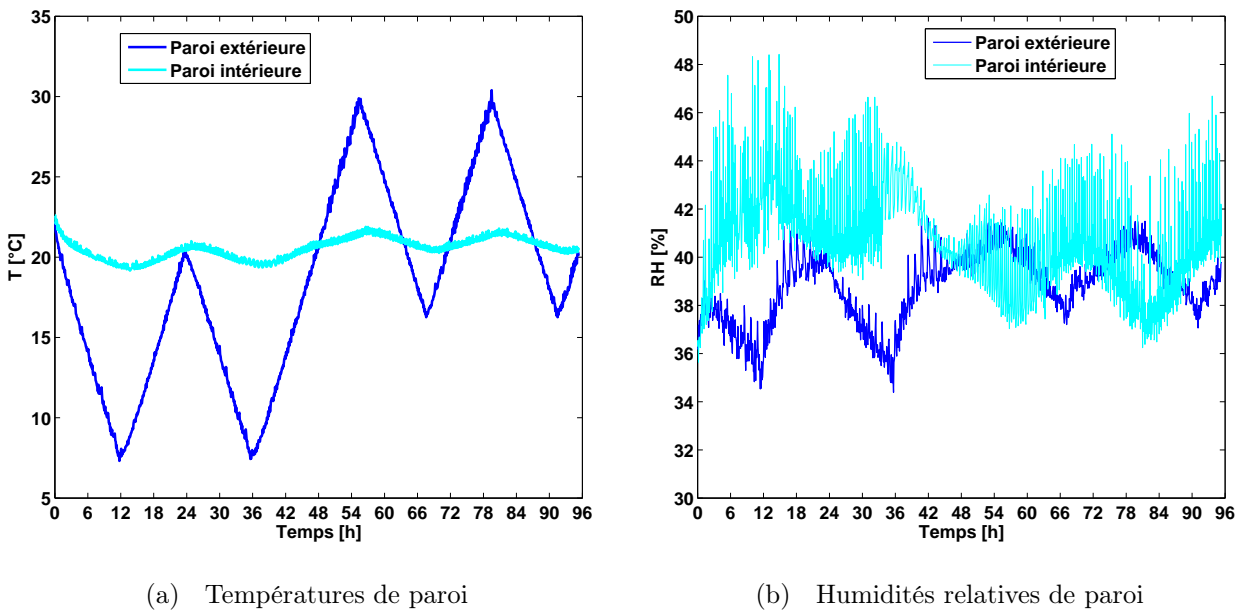 35
30
25
20
15
10
5
T [°C]
Paroi extérieure
Paroi intérieure
0 6 12 18 24 30 36 42 48 54 60 66 72 78 84 90 96
Temps [h]
(a) Températures de paroi
50
48
46
44
42
40
38
36
34
32
30
RH [%]
Paroi extérieure
Paroi intérieure
0 6 12 18 24 30 36 42 48 54 60 66 72 78 84 90 96
Temps [h]
(b) Humidités relatives de paroi